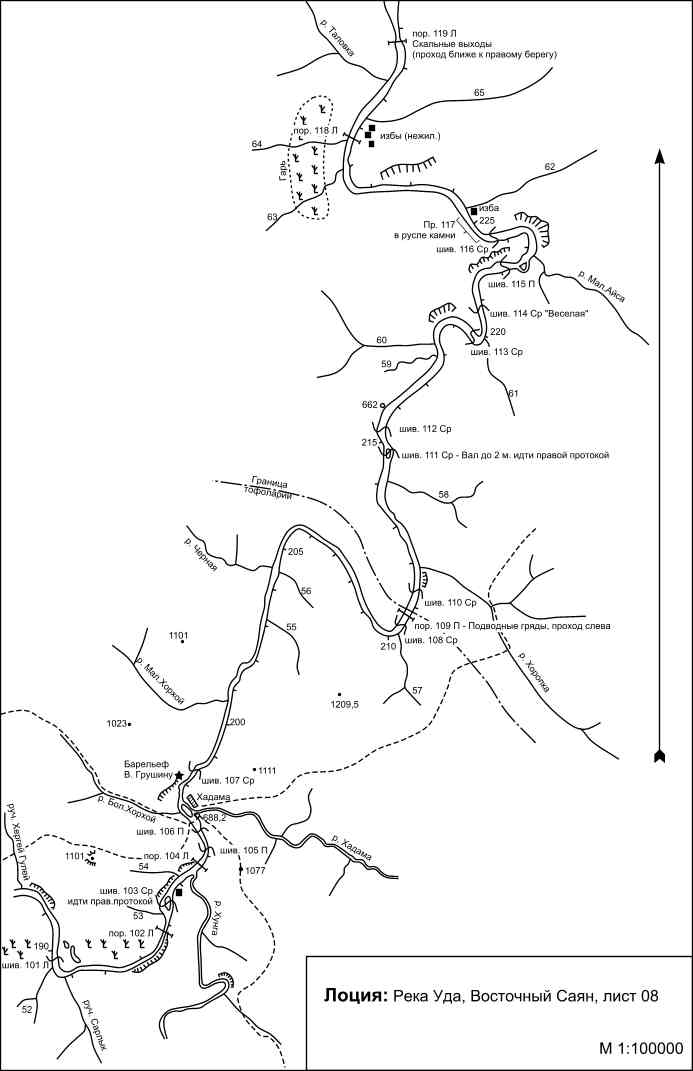 пор. 119 Л
Скальные выходы
(проход ближе к правому берегу)
р. Таловка
65
пор. 118 Л
избы (нежил.)
64
Гарь
62
63
изба
225
Пр. 117
в русле камни
шив. 116 Ср
шив. 115 П
р. Мал.Айса
шив. 114 Ср "Веселая"
220
60
шив. 113 Ср
59
61
662
шив. 112 Ср
215
шив. 111 Ср - Вал до 2 м. идти правой протокой
Граница
тофоларии
58
р. Черная
205
56
шив. 110 Ср
пор. 109 П - Подводные гряды, проход слева
55
210
шив. 108 Ср
1101
р. Мал.Хоржой
р. Хоропка
57
1209,5
1023
200
Барельеф
В. Грушину
1111
шив. 107 Ср
Хадама
р. Бол.Хоржой
688,2
руч. Хергей Гулей
шив. 106 П
р. Хадама
шив. 105 П
1101
пор. 104 Л
54
1077
шив. 103 Ср
идти прав.протокой
53
р. Хунга
пор. 102 Л
190
шив. 101 Л
52
руч. Сарлык
Лоция: Река Уда, Восточный Саян, лист 08
М 1:100000